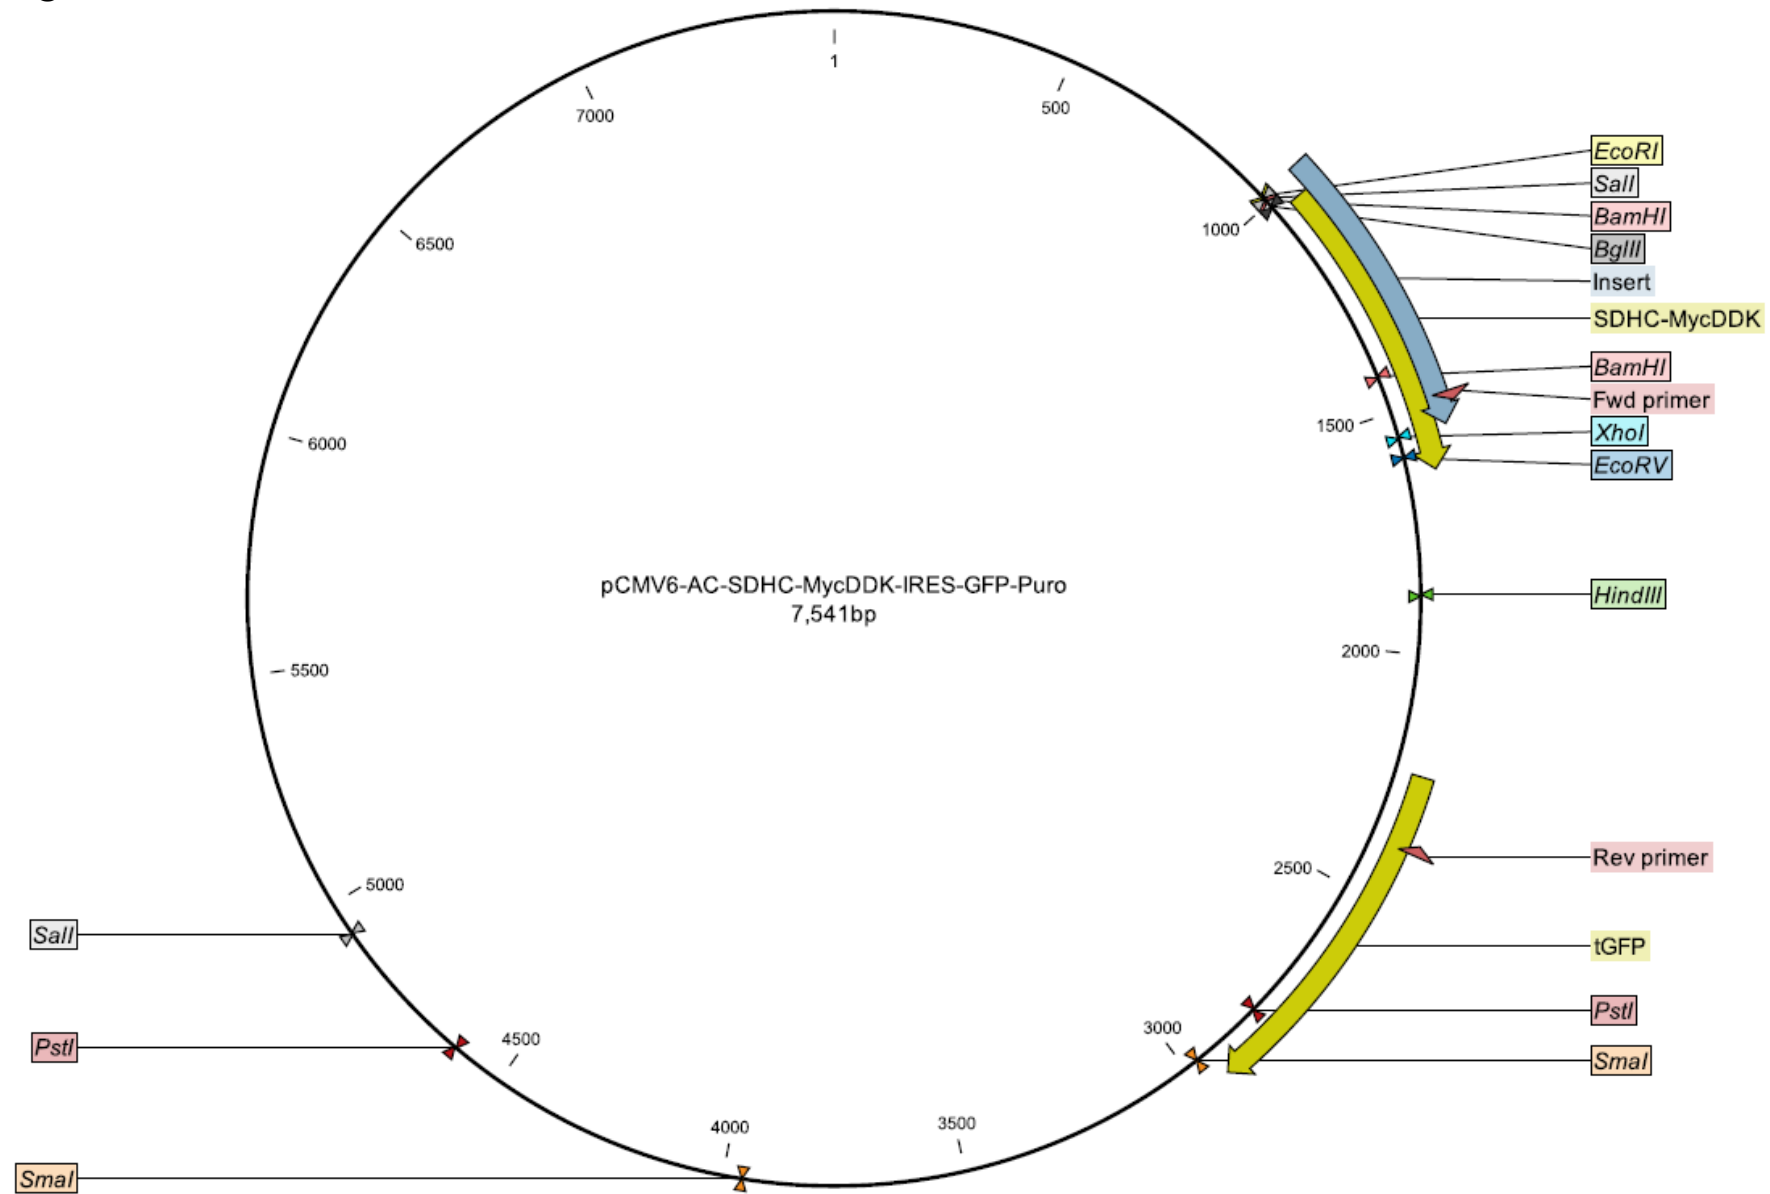 1
500
7000
EcoRI
SalI
BamHI
BglII
1000
6500
Insert
SDHC-MycDDK
BamHI
Fwd primer
1500
XhoI
6000
EcoRV
pCMV6-AC-SDHC-MycDDK-IRES-GFP-Puro
7,541bp
HindIII
2000
5500
Rev primer
2500
5000
SalI
tGFP
PstI
3000
4500
PstI
SmaI
3500
4000
SmaI